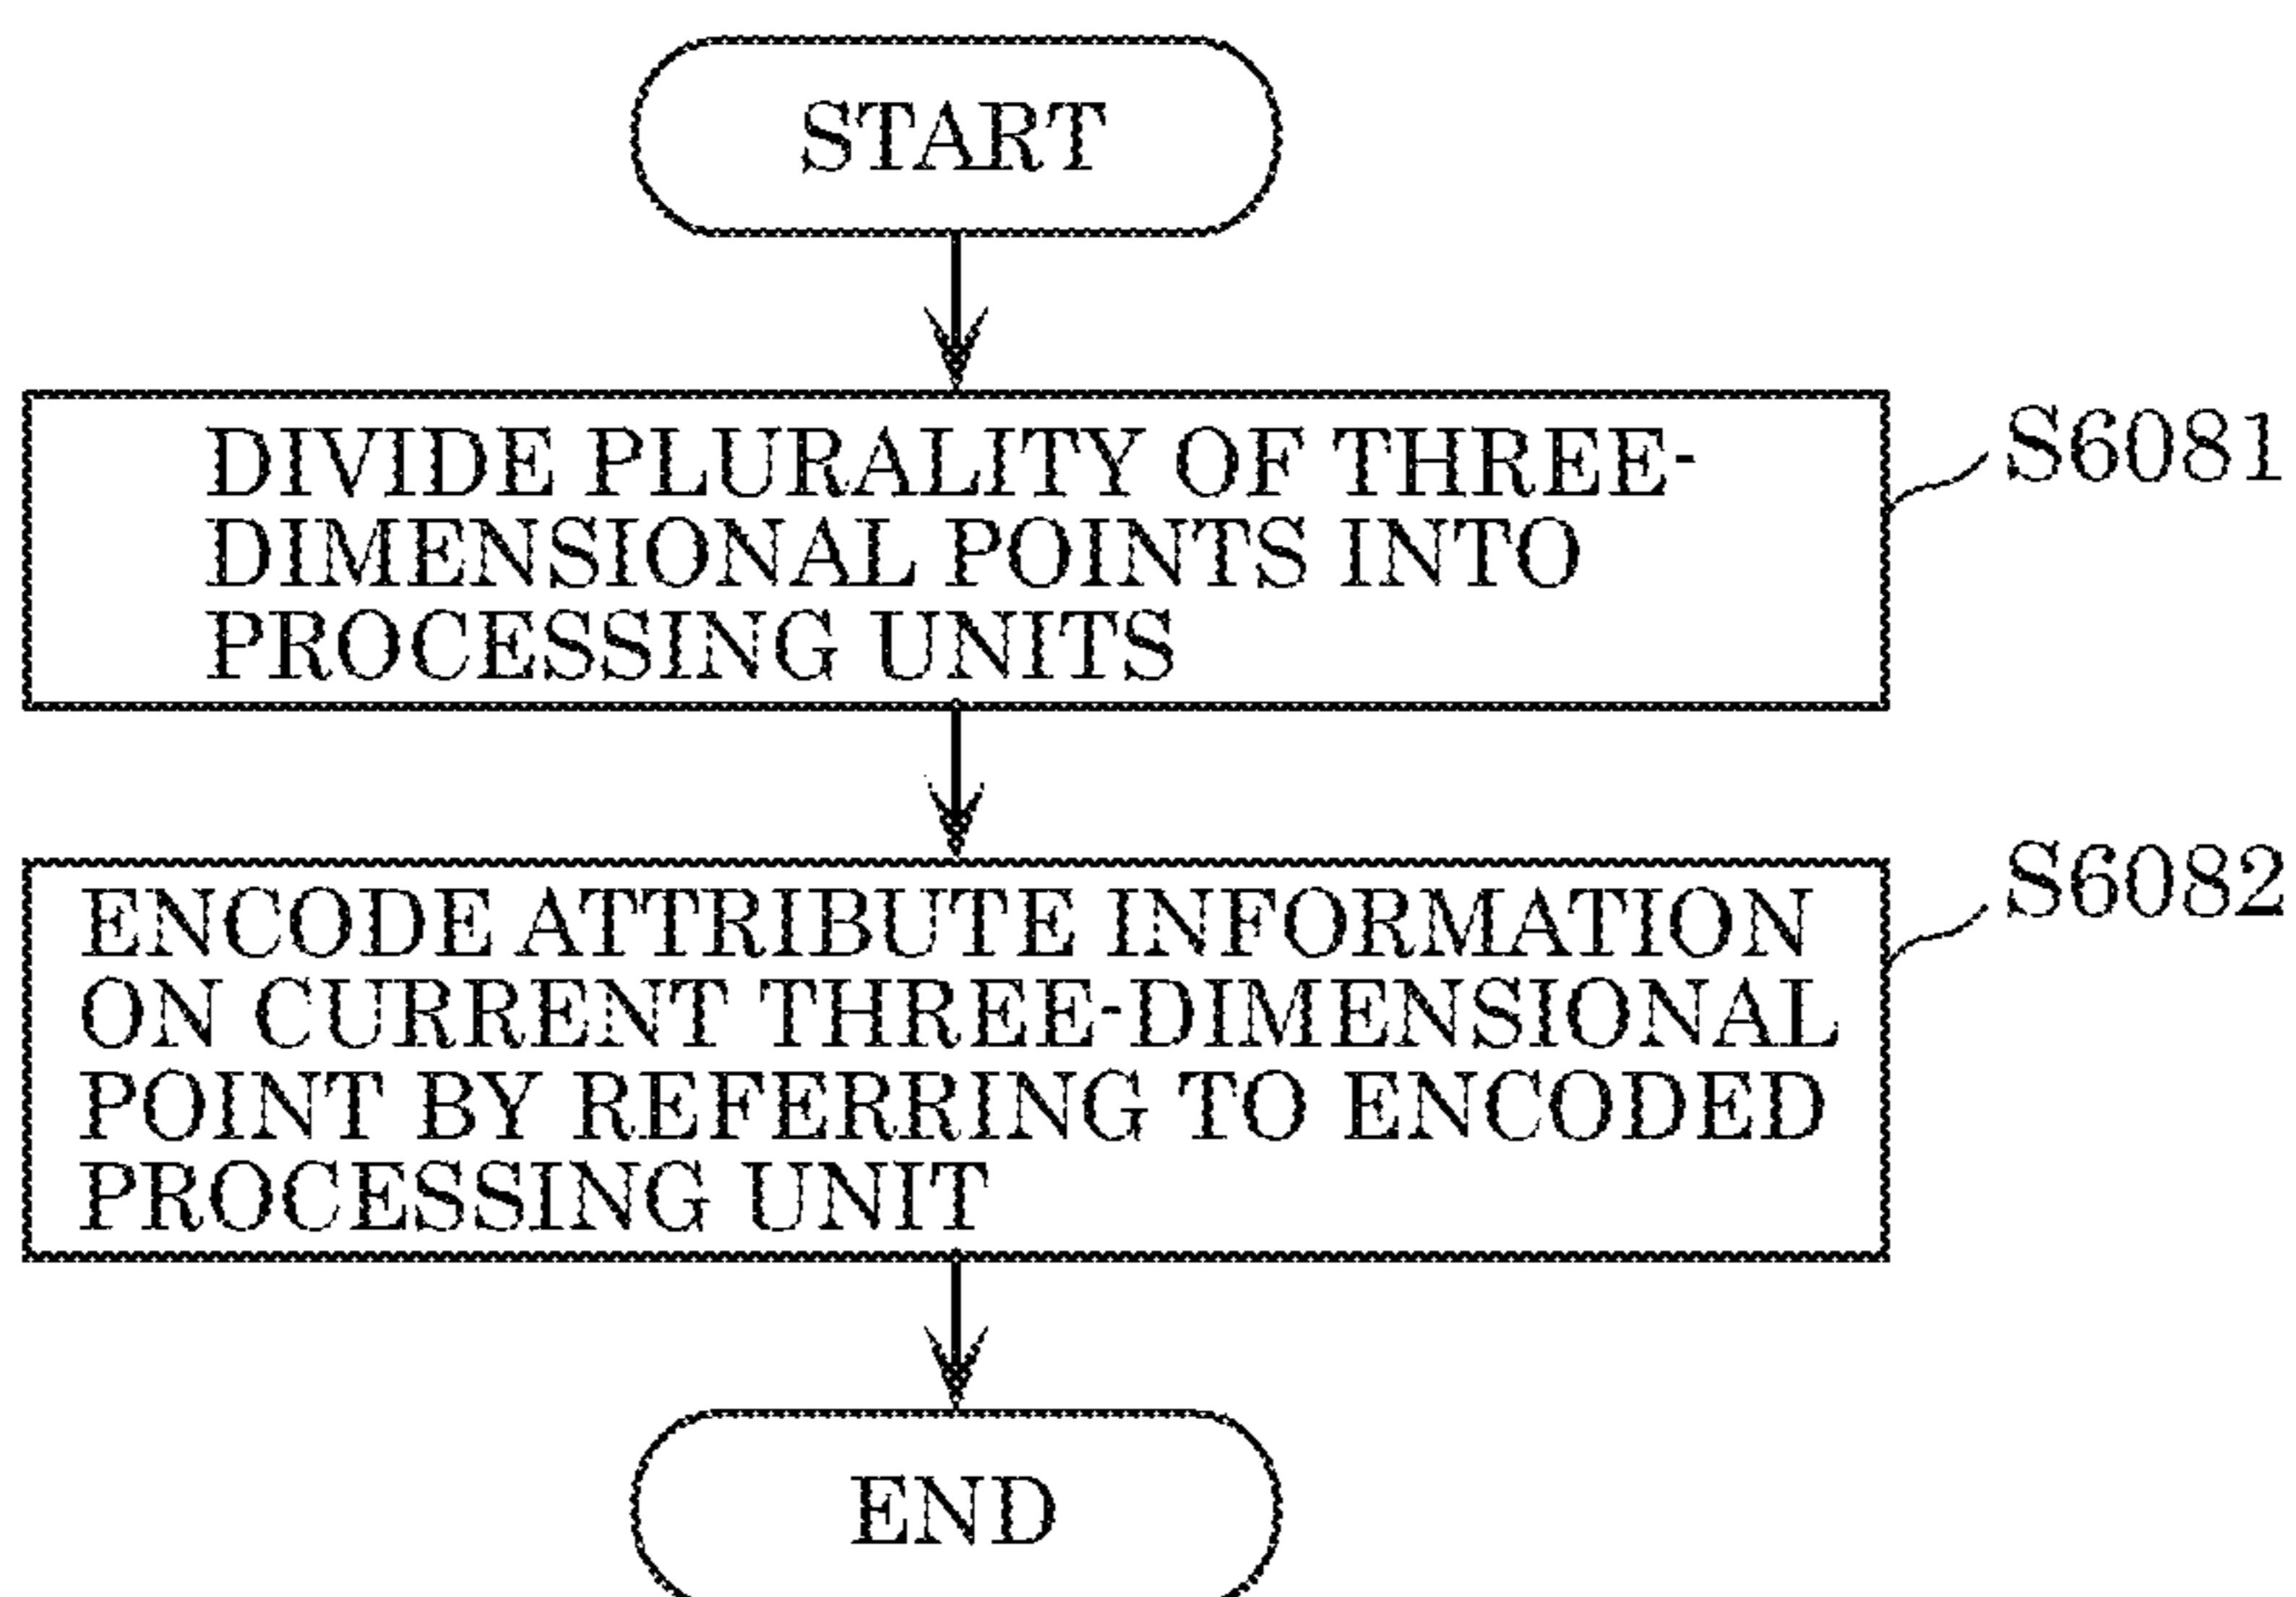 START
DIVIDE PLURALITY OF THREE-
DIMENSIONAL POINTS INTO
PROCESSING UNITS
S6081
ENCODE ATTRIBUTE INFORMATION
ON CURRENT THREE-DIMENSIONAL
POINT BY REFERRING TO ENCODED
PROCESSING UNIT
S6082
END